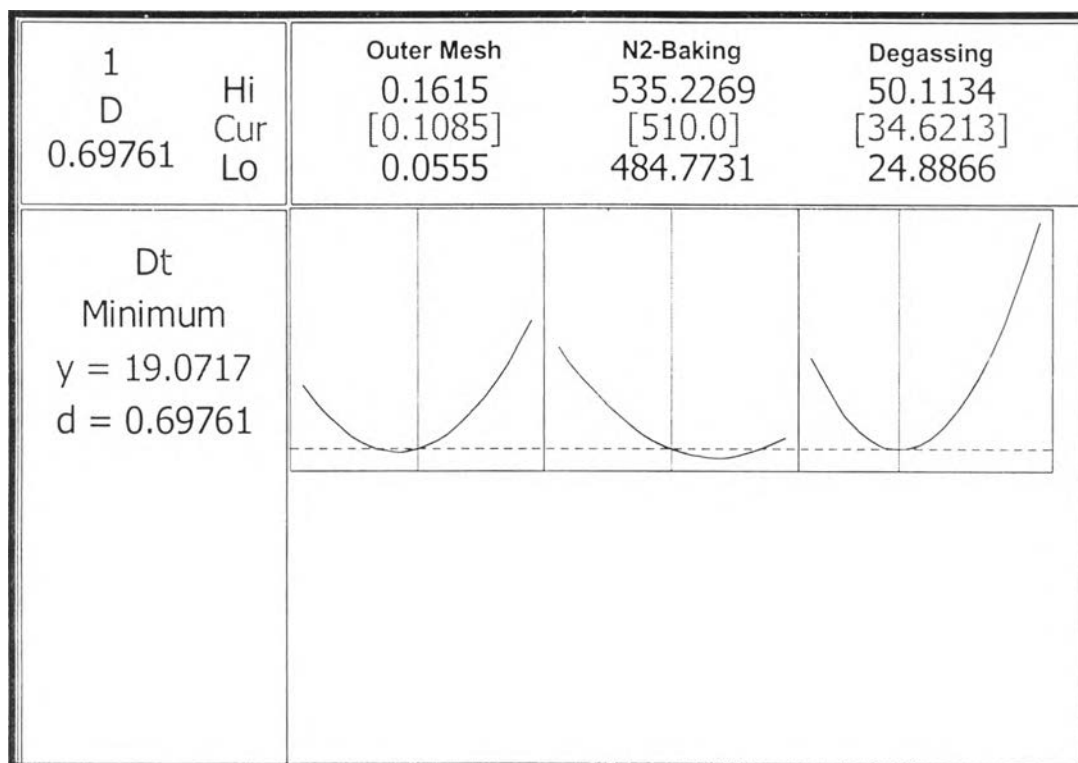 1
D
0.69761
Hi
Cur
Lo
Outer Mesh N2-Baking Degassing
0.1615 535.2269 50.1134
[0.1085] [510.0] [34.6213]
0.0555 484.7731 24.8866
Dt
Minimum
y = 19.0717
d = 0.69761